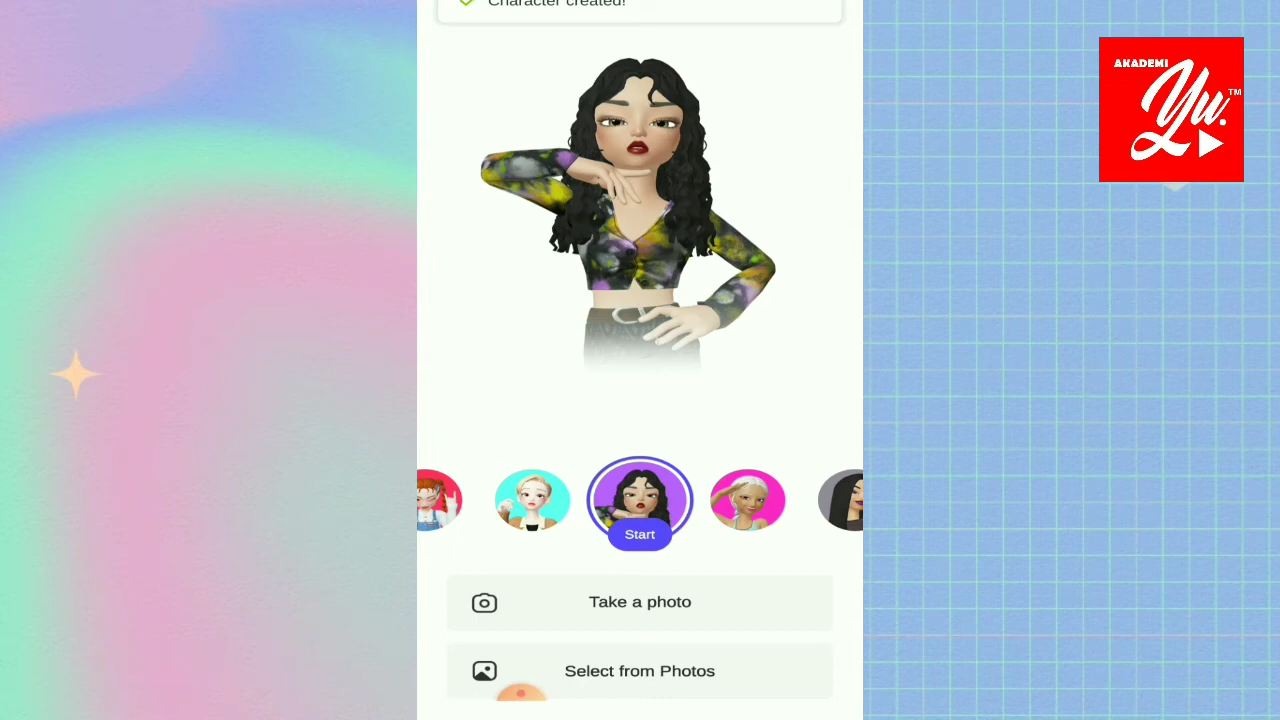 Character created!
AKADEMI
Yu.
TM
Start
Take a photo
Select from Photos